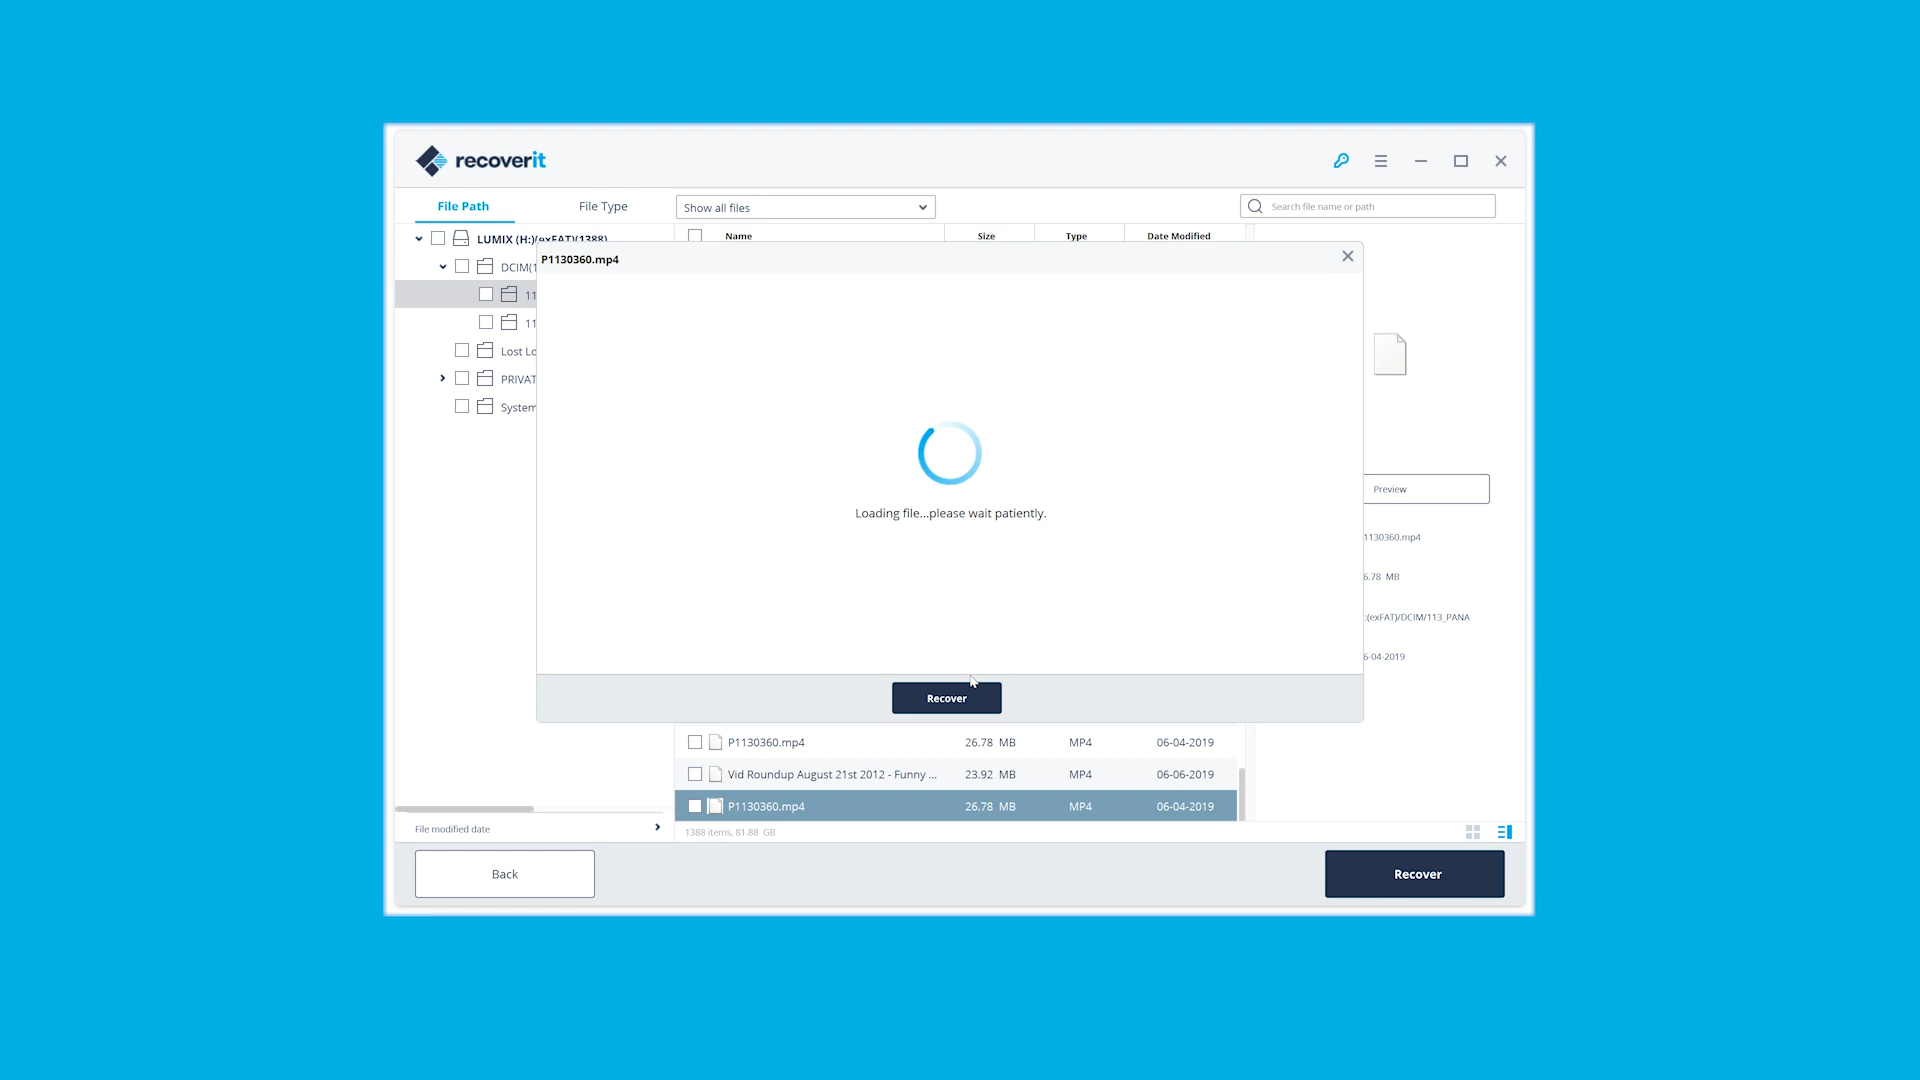 recoverit
File Path
File Type
Show all files
Search file name or path
LUMIX (H:)(exFAT)(1388)
Name
Size
Type
Date Modified
DCIM(1
11
11
Lost Lo
PRIVAT
System
P1130360.mp4
Loading file...please wait patiently.
Recover
Preview
1130360.mp4
6.78 MB
:(exFAT)/DCIM/113_PANA
6-04-2019
P1130360.mp4 26.78 MB MP4 06-04-2019
Vid Roundup August 21st 2012 - Funny ... 23.92 MB MP4 06-06-2019
P1130360.mp4 26.78 MB MP4 06-04-2019
File modified date
1388 items, 81.88 GB
Back
Recover